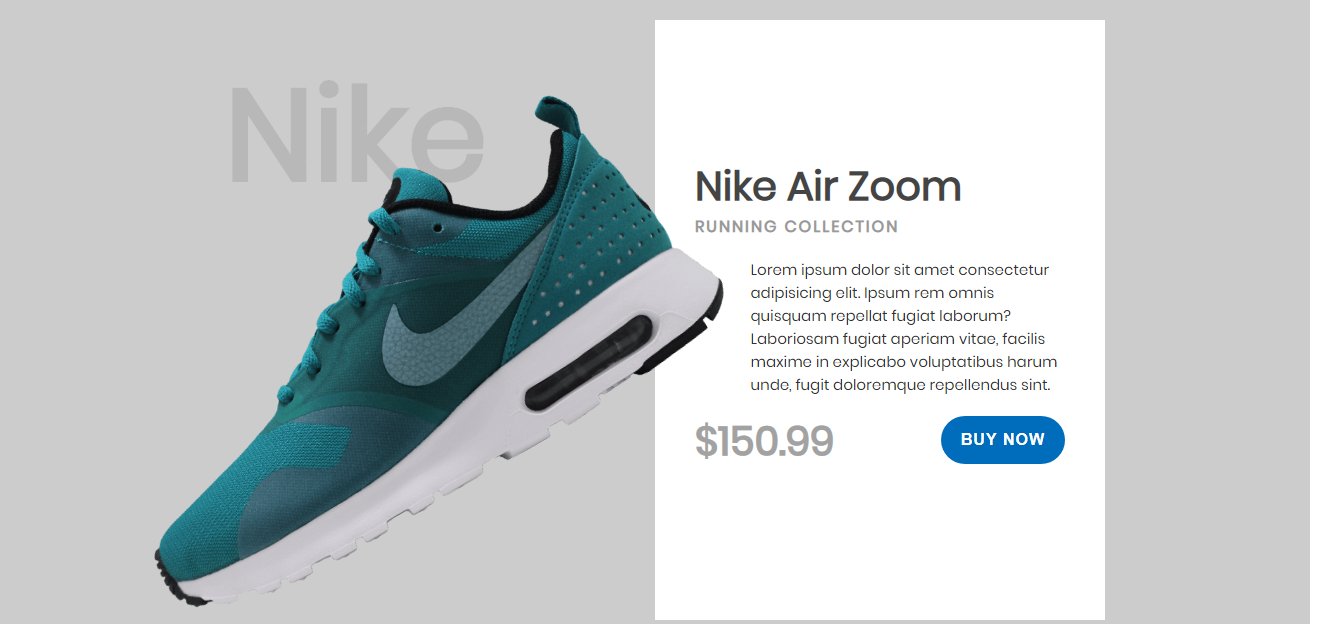 Nike
Nike Air Zoom
RUNNING COLLECTION
Lorem ipsum dolor sit amet consectetur
adipisicing elit. Ipsum rem omnis
quisquam repellat fugiat laborum?
Laboriosam fugiat aperiam vitae, facilis
maxime in explicabo voluptatibus harum
unde, fugit doloremque repellendus sint.
$150.99
BUY NOW